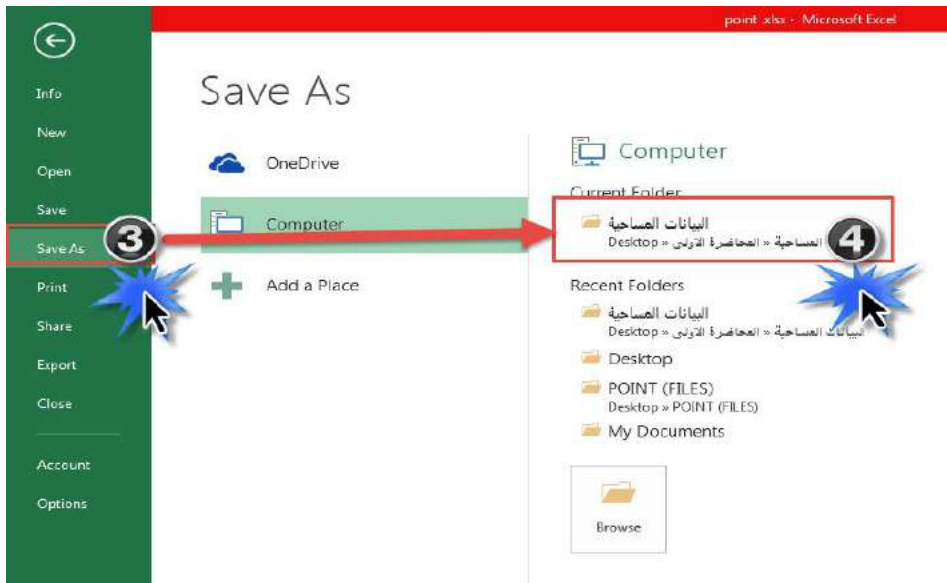 point .xlsx - Microsoft Excel
Info
New
Open
Save
Save As
Print
Share
Export
Close
Account
Options
Save As
OneDrive
Computer
Add a Place
Computer
Current Folder
البيانات المساحية
Desktop » المحاضرة الاولى » المساحية
Recent Folders
البيانات المساحية
Desktop » المحاضرة الاولى » البيانات المساحية
Desktop
POINT (FILES)
Desktop » POINT (FILES)
My Documents
Browse
3
4